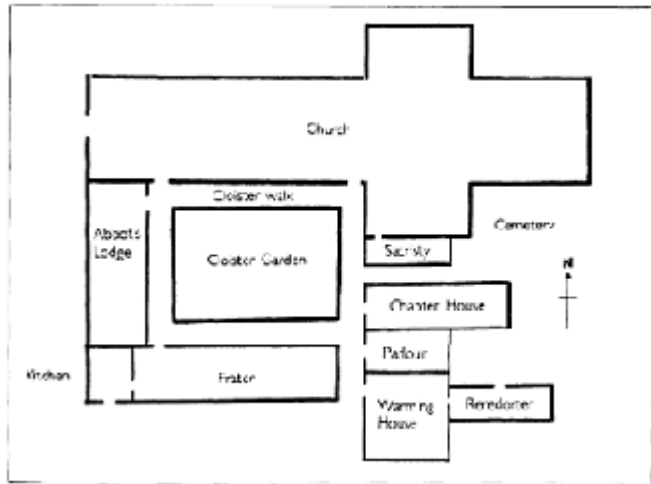 Church
Cloister walk
Cemetery
Abbots
Lodge
Cloister Garden
Sacristy
N
Chapter House
Parlour
Kitchen
Frater
Warming
House
Reredorter